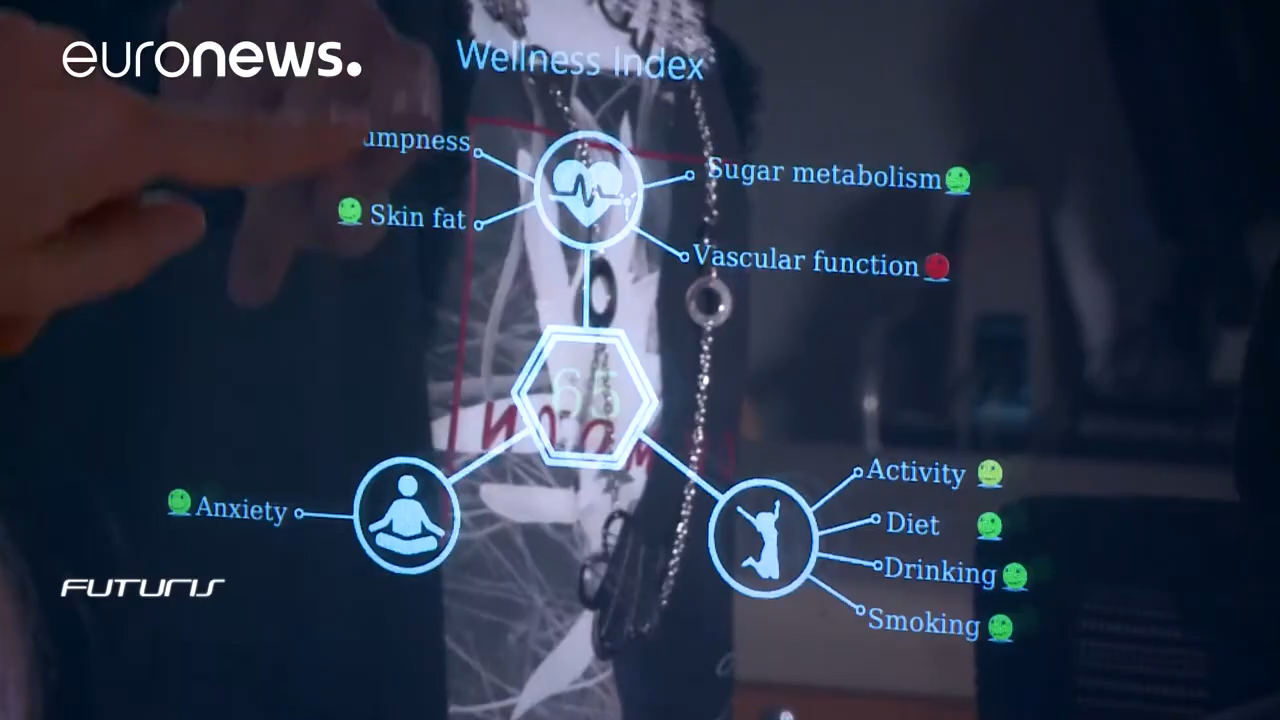 euronews.
Wellness Index
umpness
Sugar metabolism
Skin fat
Vascular function
65
Activity
Anxiety
Diet
Drinking
Smoking
FUTURIS